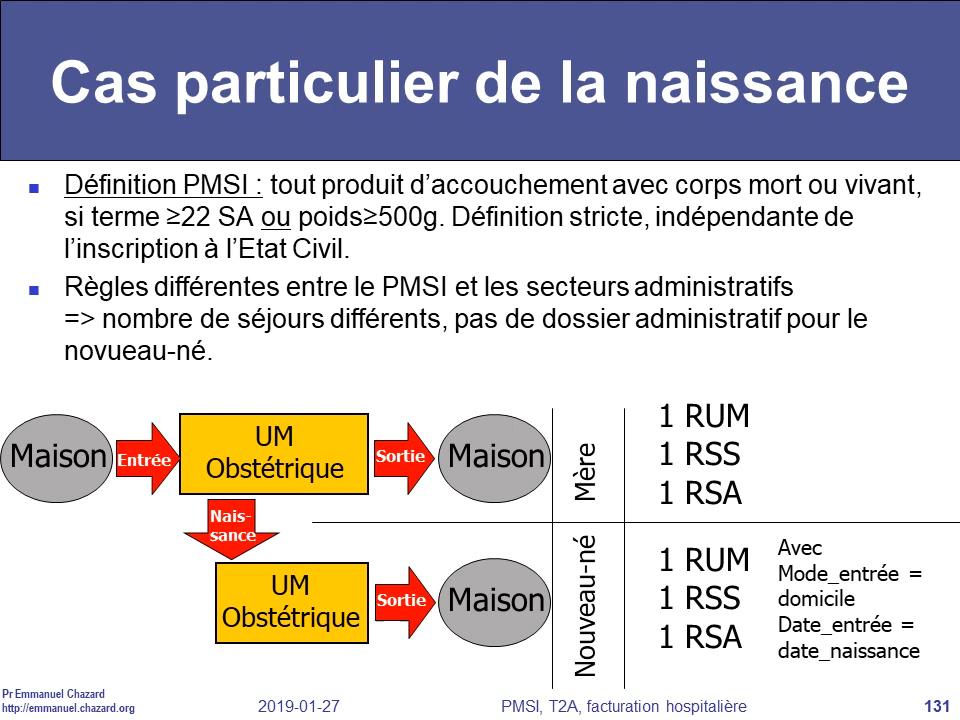 Cas particulier de la naissance
Définition PMSI : tout produit d’accouchement avec corps mort ou vivant,
si terme ≥22 SA ou poids≥500g. Définition stricte, indépendante de
l’inscription à l’Etat Civil.
Règles différentes entre le PMSI et les secteurs administratifs
=> nombre de séjours différents, pas de dossier administratif pour le
novueau-né.
Maison
Entrée
UM
Obstétrique
Sortie
Maison
Mère
1 RUM
1 RSS
1 RSA
Nais-
sance
UM
Obstétrique
Sortie
Maison
Nouveau-né
1 RUM
1 RSS
1 RSA
Avec
Mode_entrée =
domicile
Date_entrée =
date_naissance
Pr Emmanuel Chazard
http://emmanuel.chazard.org
2019-01-27
PMSI, T2A, facturation hospitalière
131